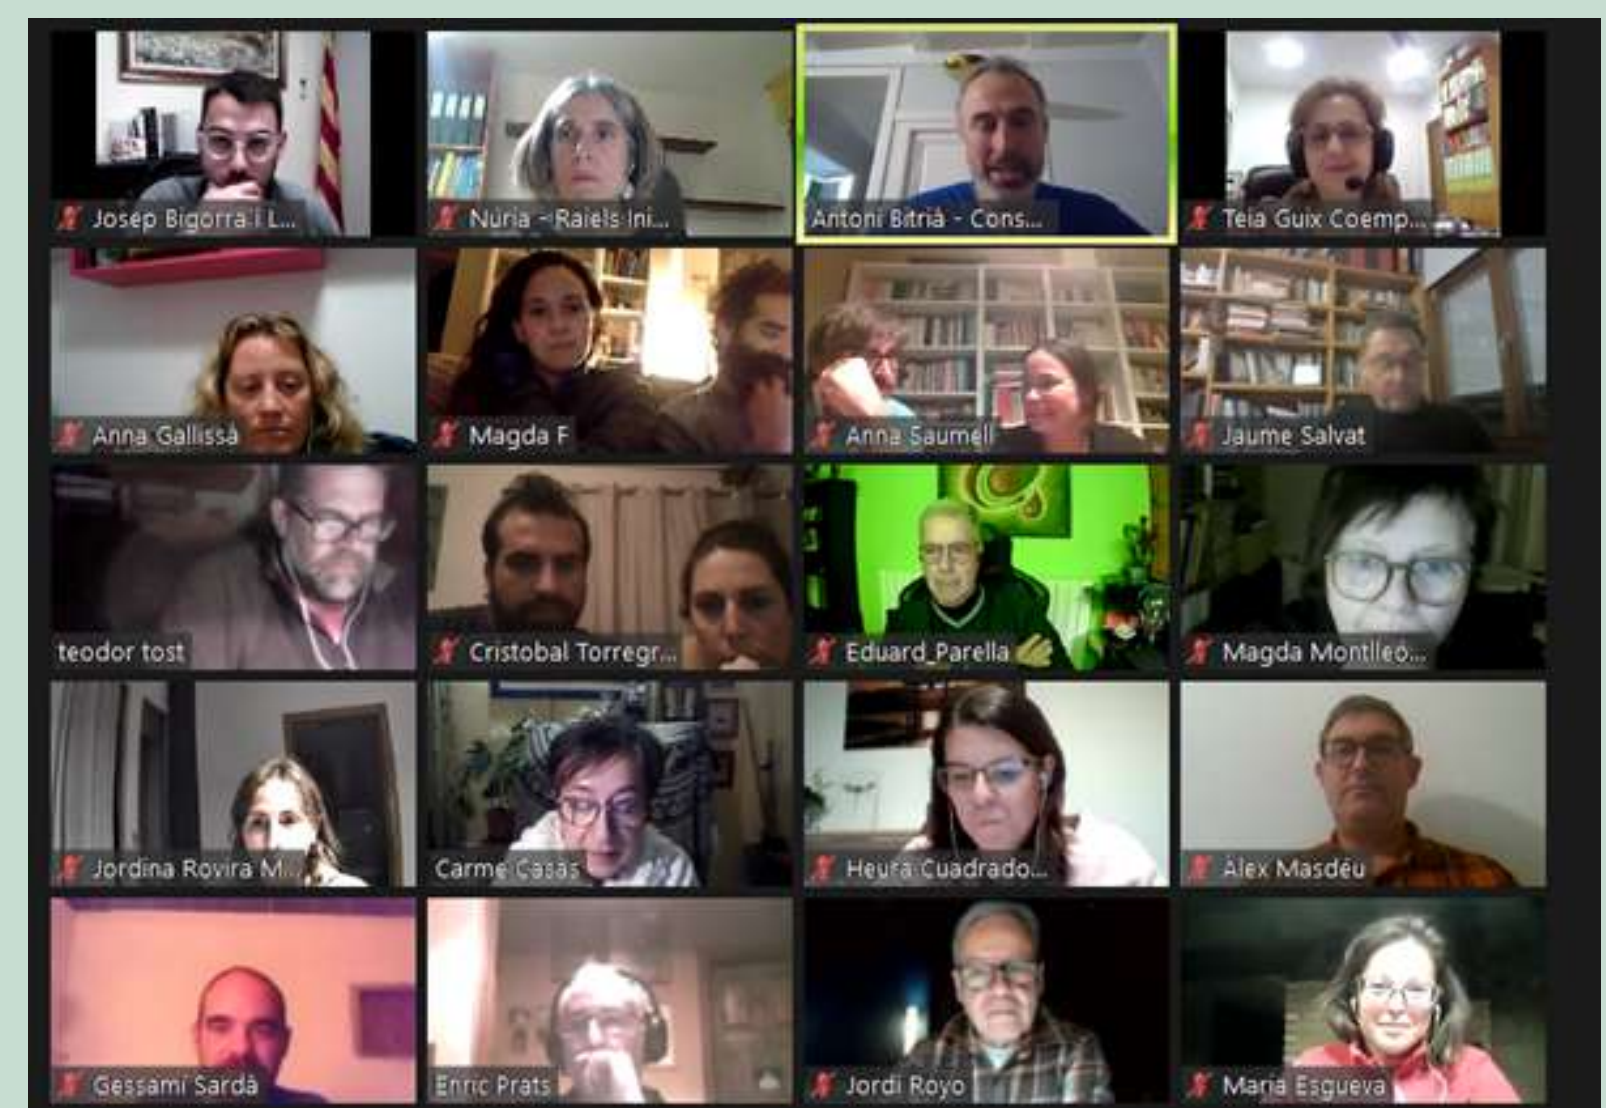 Josep Bigorra i L...
Núria - Raiels Ini...
Antoni Bitrià - Cons...
Teia Guix Coemp...
Anna Gallissà
Magda F
Anna Saumell
Jaume Salvat
teodor tost
Cristobal Torregr...
Eduard_Parella
Magda Montlleó...
Jordina Rovira M...
Carme Casas
Heura Cuadrado...
Àlex Masdéu
Gessamí Sardà
Enric Prats
Jordi Royo
Maria Esgueva